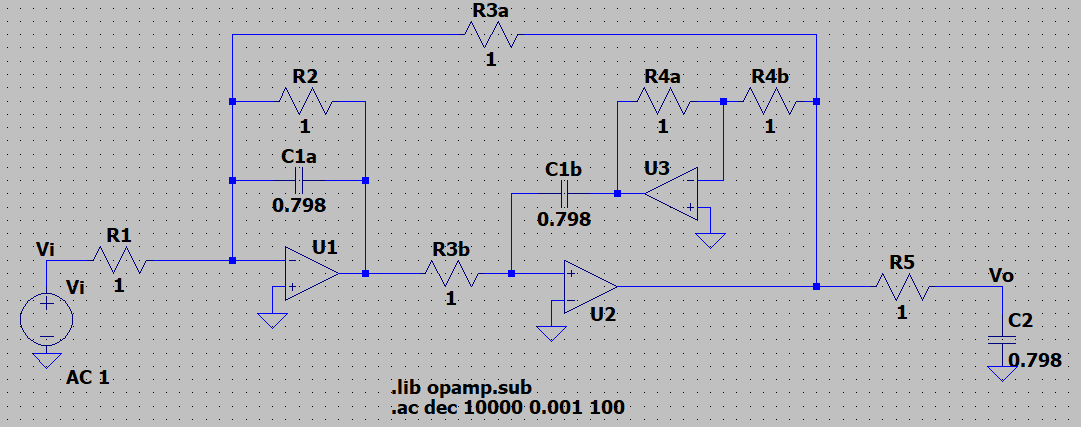 R3a
1
R2
1
R4a
R4b
1
1
C1a
0.798
C1b
0.798
U3
Vi
R1
1
U1
R3b
1
U2
R5
1
Vo
Vi
AC 1
C2
0.798
.lib opamp.sub
.ac dec 10000 0.001 100